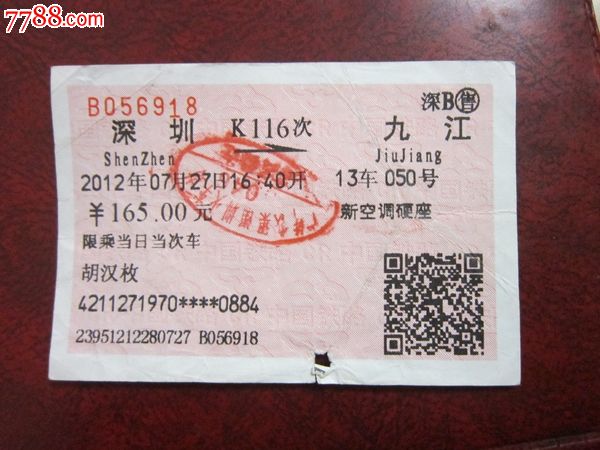 7788.com
B056918
深B售
深圳 K116次 九江
ShenZhen JiuJiang
2012年07月27日16:40开 13车050号
¥165.00元 新空调硬座
限乘当日当次车
胡汉枚
4211271970****0884
23951212280727 B056918